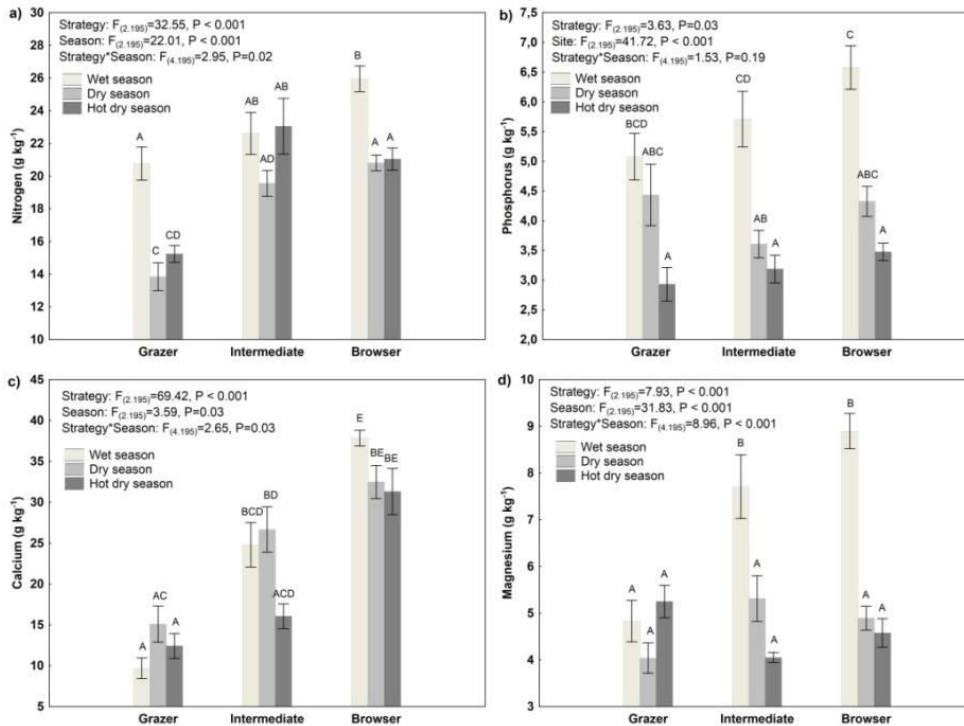 a)
Strategy: F(2.195)=32.55, P < 0.001
Season: F(2.195)=22.01, P < 0.001
Strategy*Season: F(4.195)=2.95, P=0.02
Wet season
Dry season
Hot dry season
Nitrogen (g kg-1)
30
28
26
24
22
20
18
16
14
12
10
A
C
CD
AB
AD
AB
B
A
A
Grazer Intermediate Browser
b)
Strategy: F(2.195)=3.63, P=0.03
Site: F(2.195)=41.72, P < 0.001
Strategy*Season: F(4.195)=1.53, P=0.19
Wet season
Dry season
Hot dry season
Phosphorus (g kg-1)
7,5
7,0
6,5
6,0
5,5
5,0
4,5
4,0
3,5
3,0
2,5
2,0
BCD
ABC
A
CD
AB
A
C
ABC
A
Grazer Intermediate Browser
c)
Strategy: F(2.195)=69.42, P < 0.001
Season: F(2.195)=3.59, P=0.03
Strategy*Season: F(4.195)=2.65, P=0.03
Wet season
Dry season
Hot dry season
Calcium (g kg-1)
45
40
35
30
25
20
15
10
5
A
AC
A
BCD
BD
ACD
E
BE
BE
Grazer Intermediate Browser
d)
Strategy: F(2.195)=7.93, P < 0.001
Season: F(2.195)=31.83, P < 0.001
Strategy*Season: F(4.195)=8.96, P < 0.001
Wet season
Dry season
Hot dry season
Magnesium (g kg-1)
10
9
8
7
6
5
4
3
A
A
A
B
A
A
B
A
A
Grazer Intermediate Browser